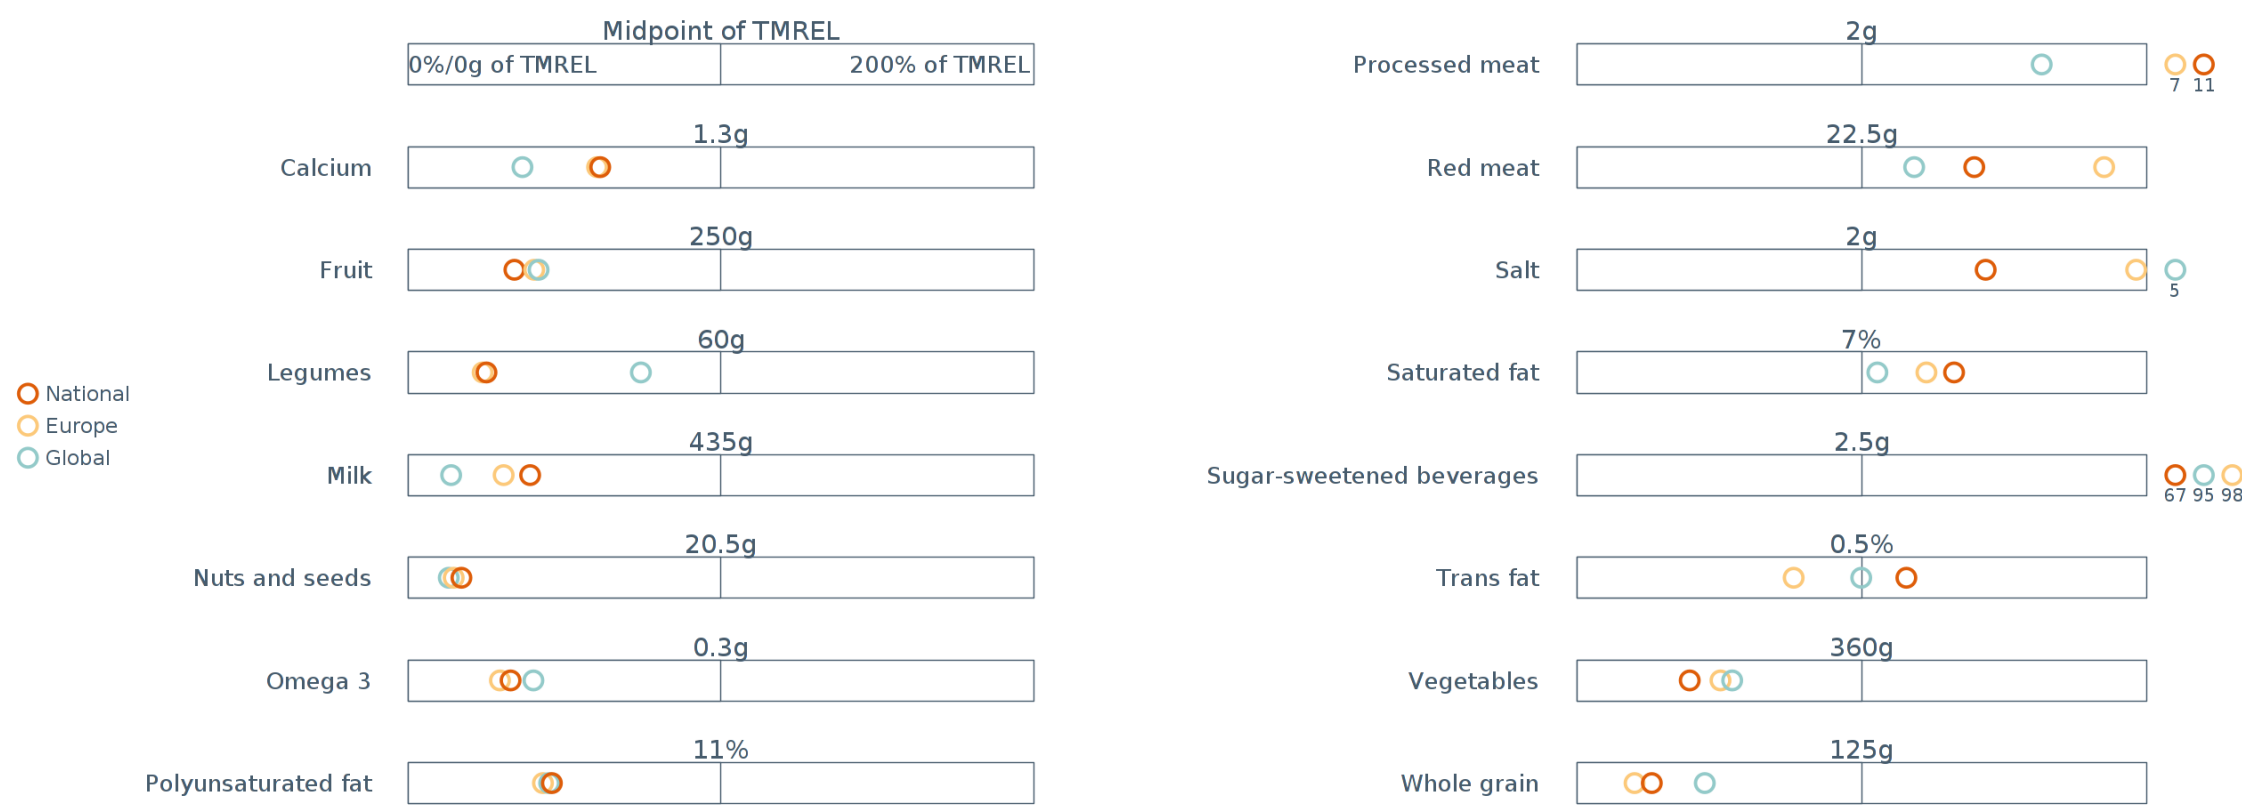 Midpoint of TMREL
0%/0g of TMREL 200% of TMREL
Calcium 1.3g
Fruit 250g
Legumes 60g
Milk 435g
Nuts and seeds 20.5g
Omega 3 0.3g
Polyunsaturated fat 11%
National
Europe
Global
Processed meat 2g
7 11
Red meat 22.5g
Salt 2g
5
Saturated fat 7%
Sugar-sweetened beverages 2.5g
67 95 98
Trans fat 0.5%
Vegetables 360g
Whole grain 125g